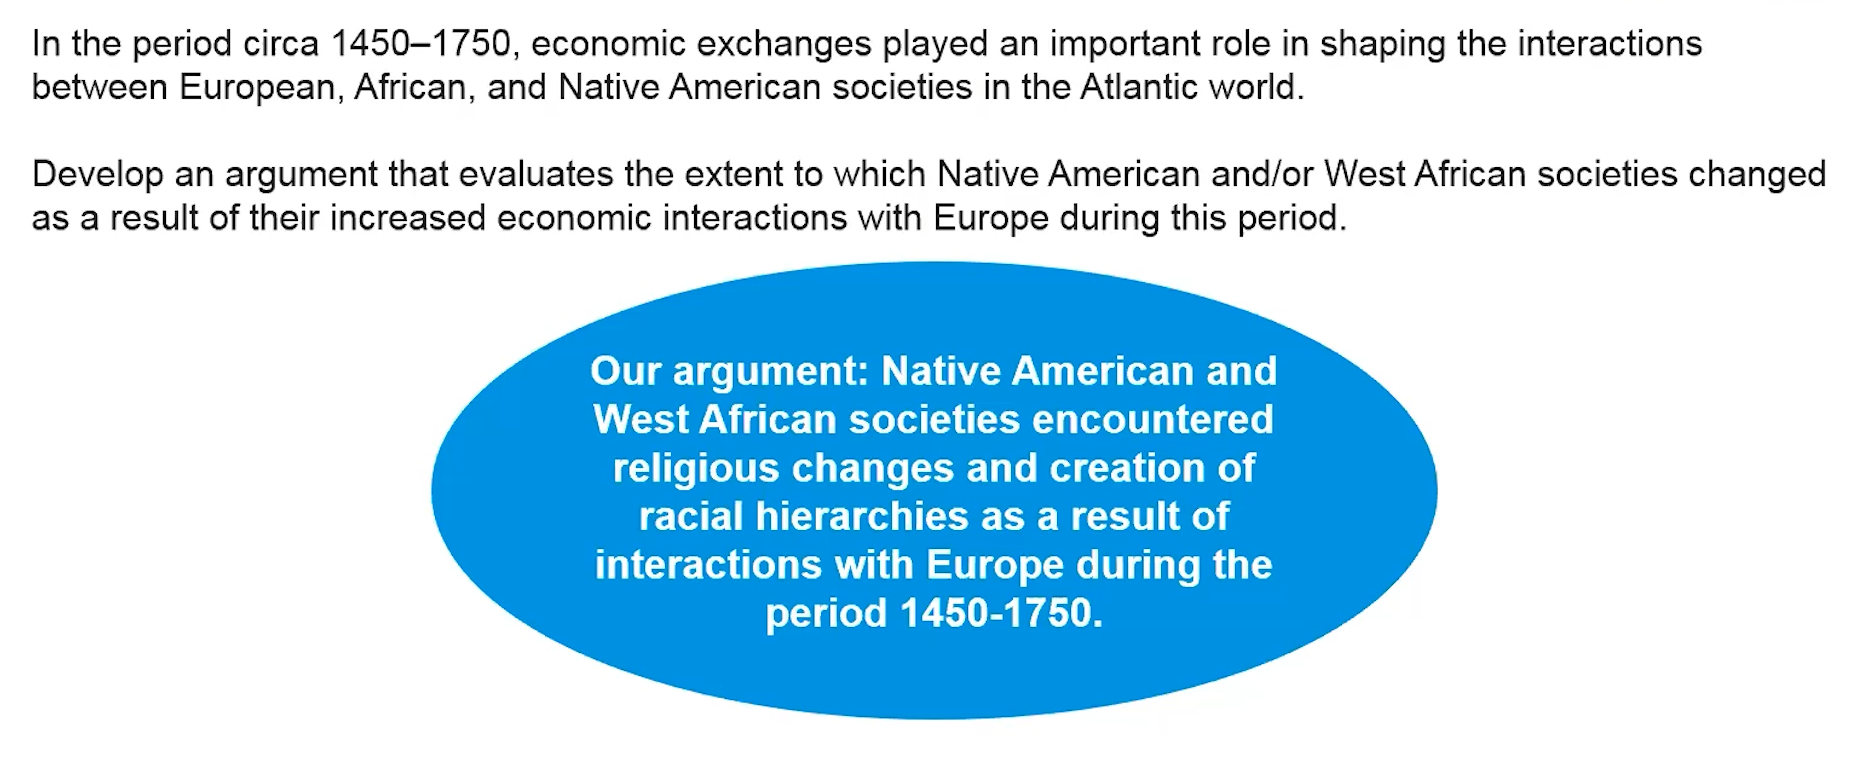 In the period circa 1450–1750, economic exchanges played an important role in shaping the interactions
between European, African, and Native American societies in the Atlantic world.
Develop an argument that evaluates the extent to which Native American and/or West African societies changed
as a result of their increased economic interactions with Europe during this period.
Our argument: Native American and
West African societies encountered
religious changes and creation of
racial hierarchies as a result of
interactions with Europe during the
period 1450-1750.